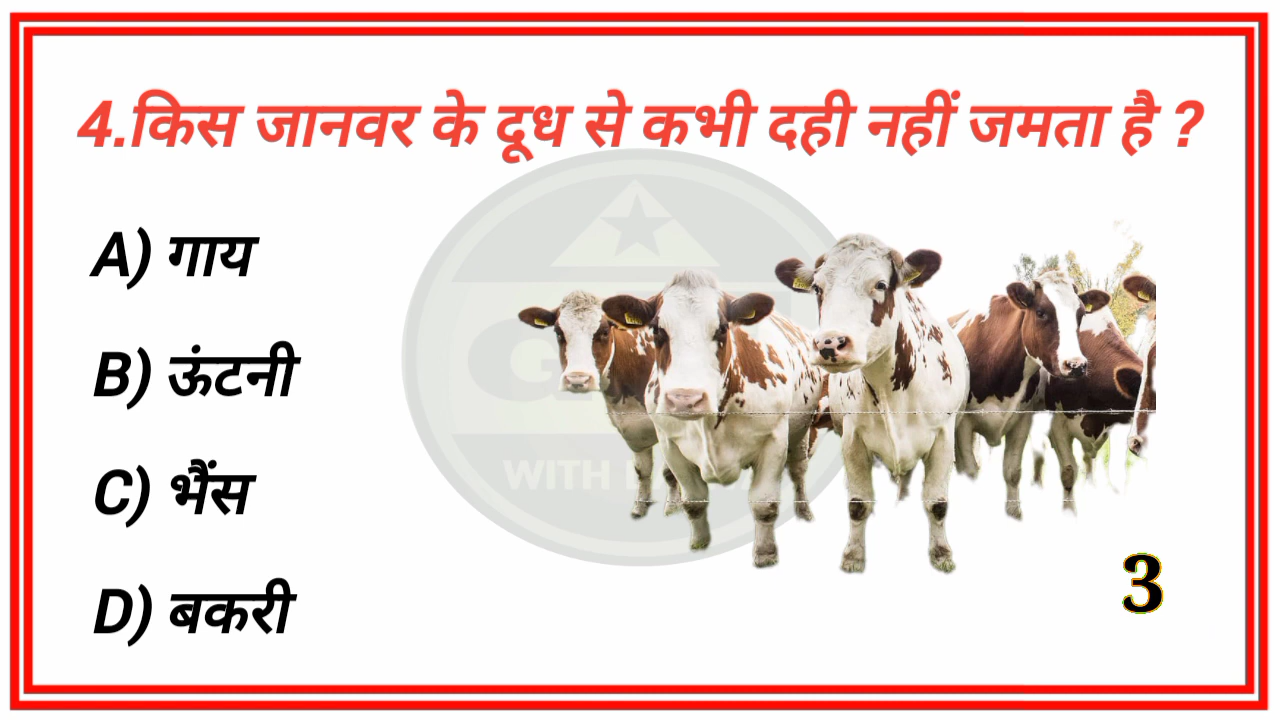 4.किस जानवर के दूध से कभी दही नहीं जमता है ?
A) गाय
B) ऊंटनी
C) भैंस
D) बकरी
WITH
3